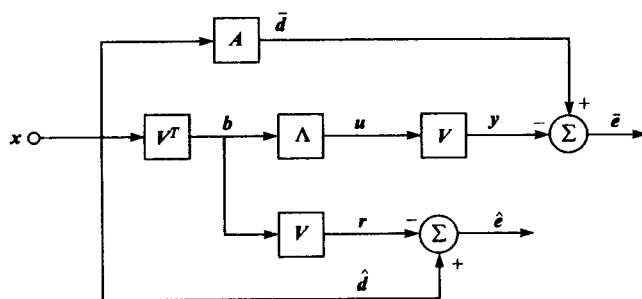 A d̄
+
x Vᵀ b Λ u V y − Σ ē
V r − Σ ê
+
d̂